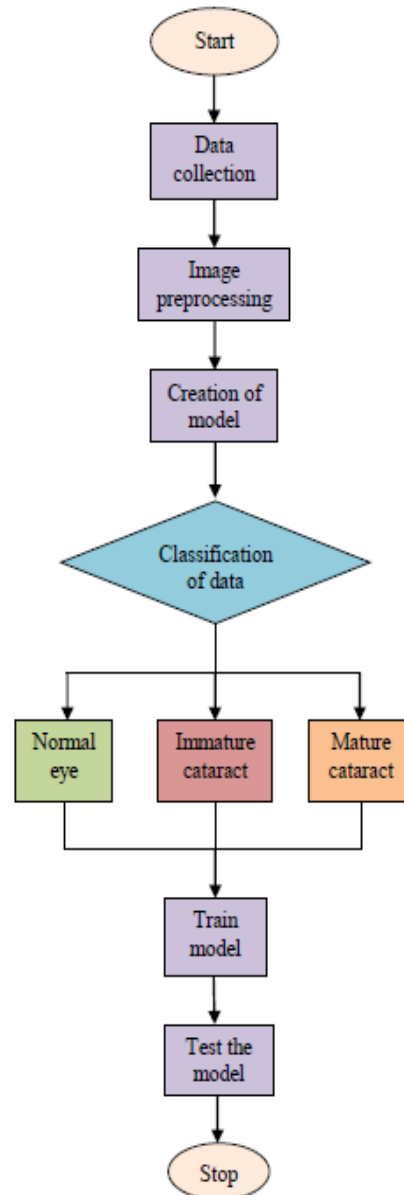 Start
Data
collection
Image
preprocessing
Creation of
model
Classification
of data
Normal
eye
Immature
cataract
Mature
cataract
Train
model
Test the
model
Stop